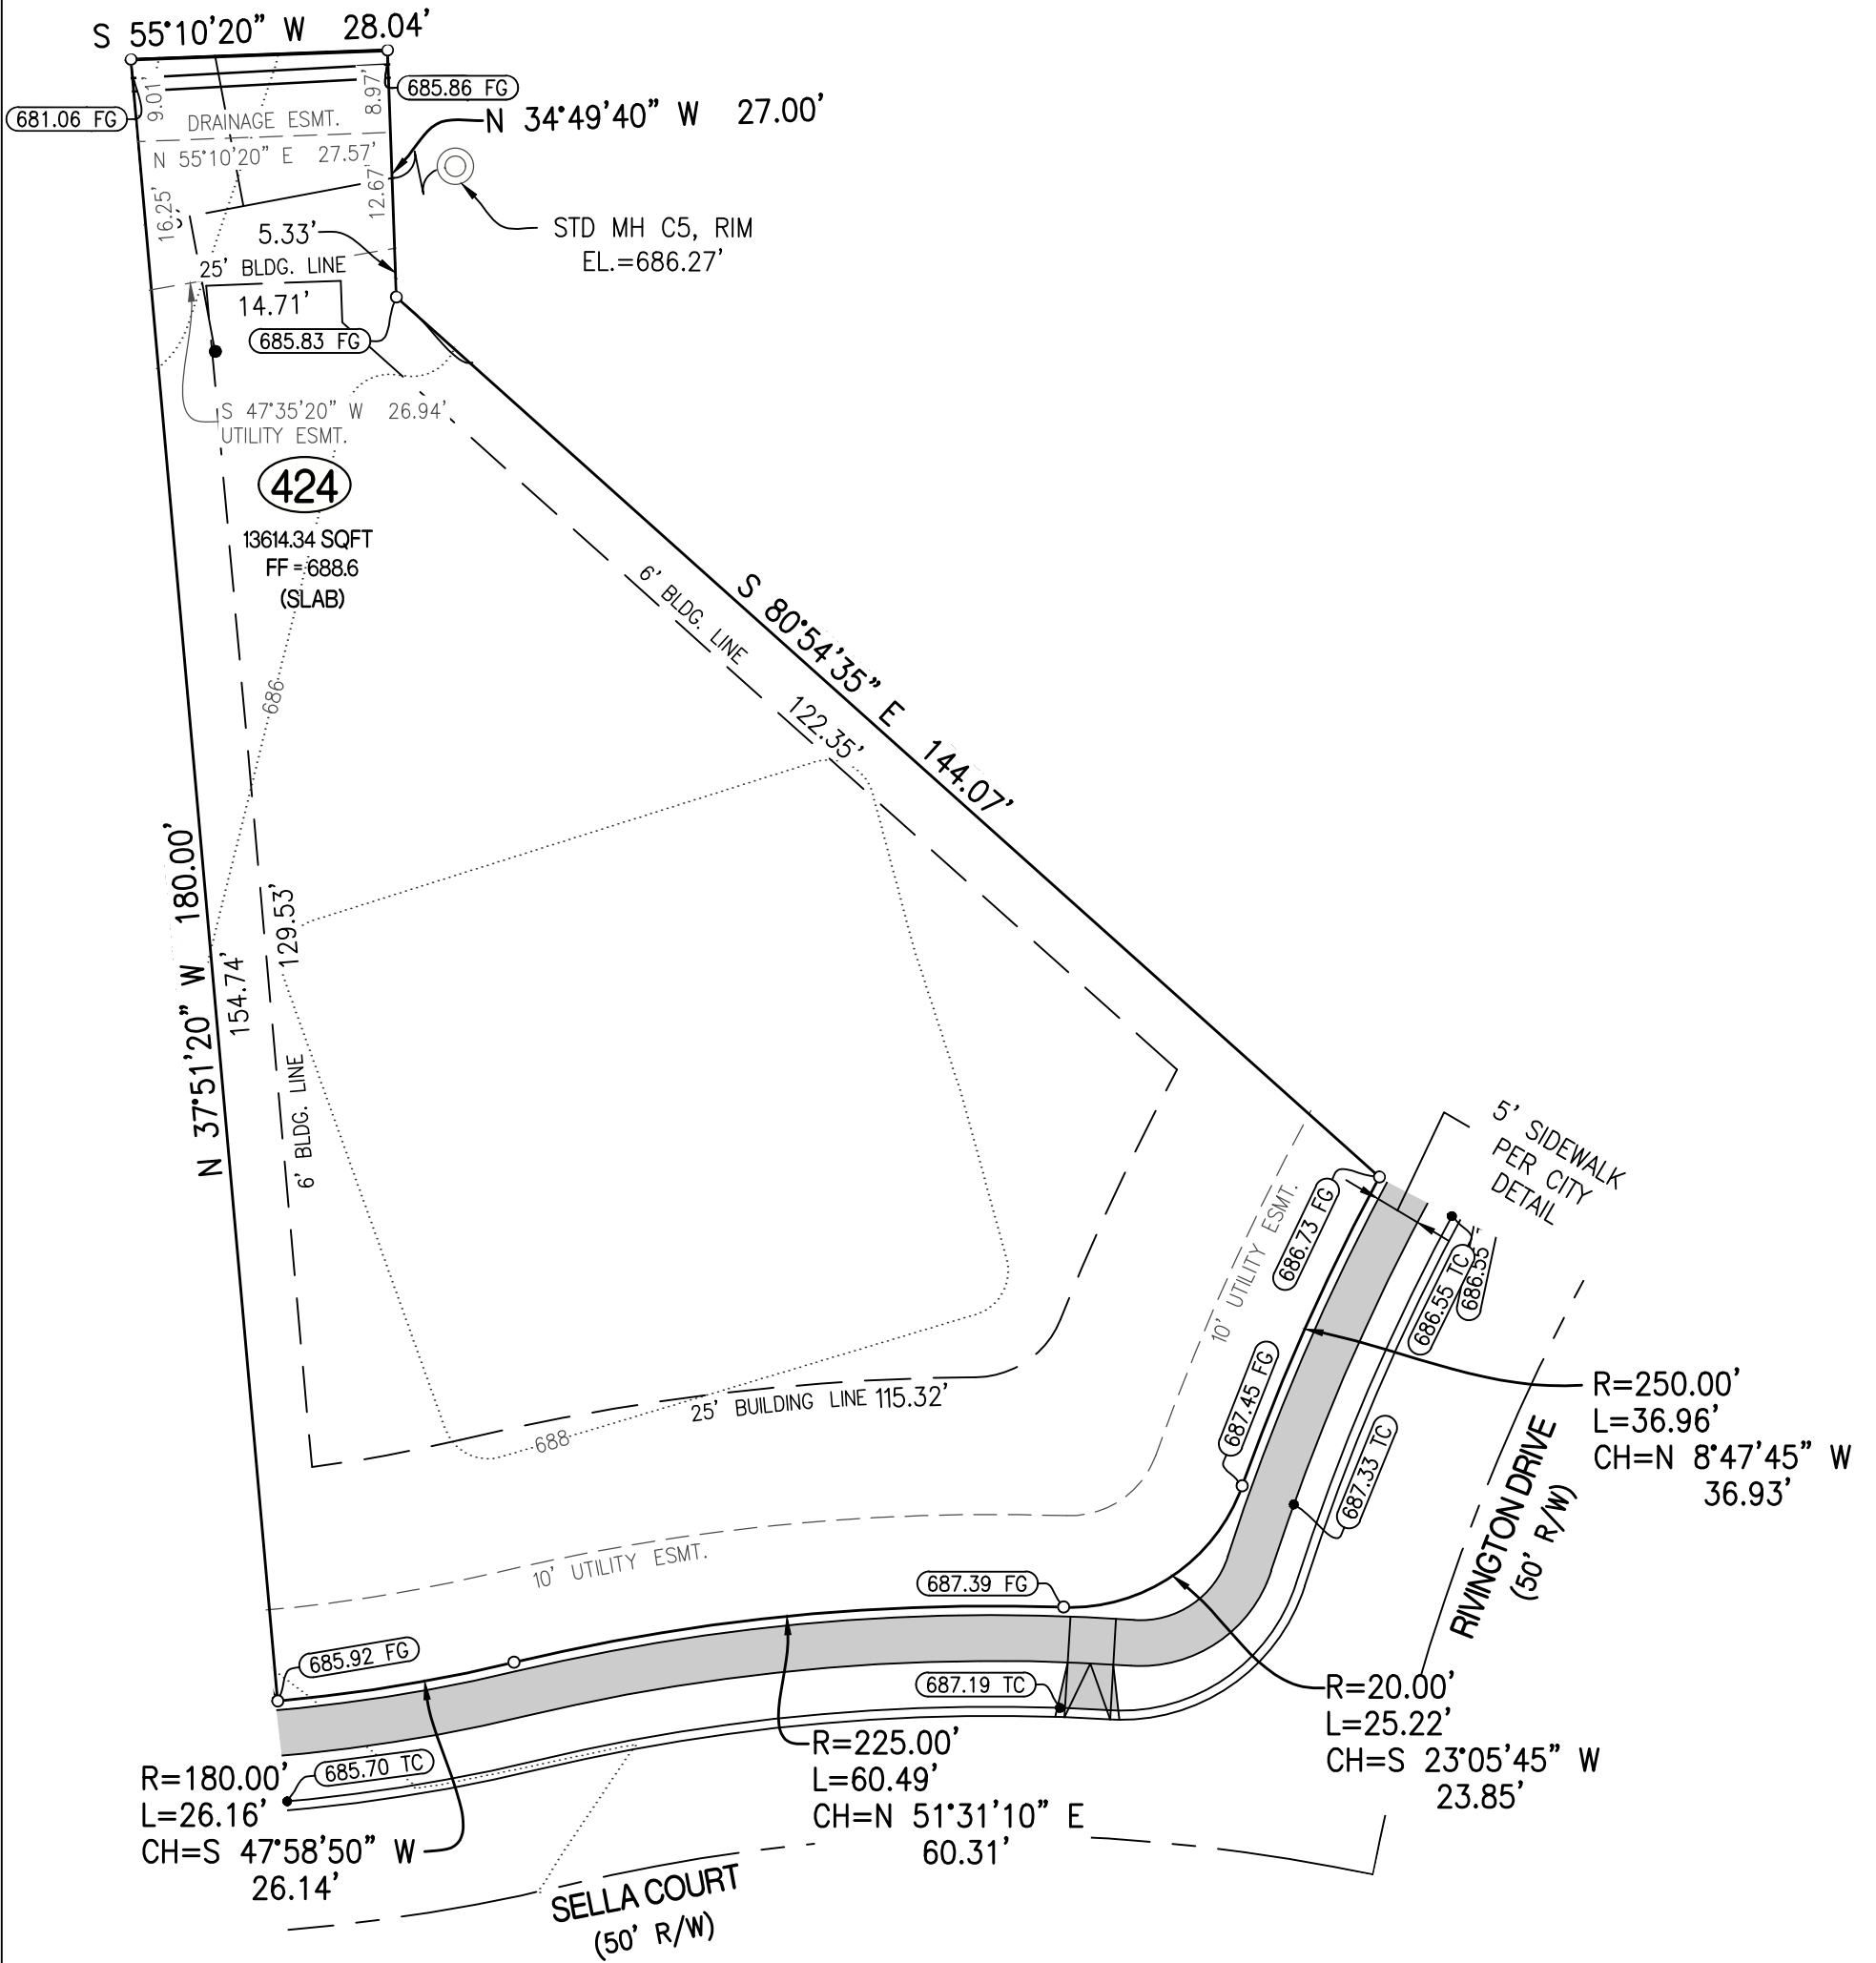 S 55°10'20" W 28.04'
681.06 FG
9.01'
8.97'
685.86 FG
DRAINAGE ESMT.
N 34°49'40" W 27.00'
N 55°10'20" E 27.57'
16.25'
12.67'
5.33'
STD MH C5, RIM
EL.=686.27'
25' BLDG. LINE
14.71'
685.83 FG
S 47°35'20" W 26.94'
UTILITY ESMT.
424
13614.34 SQFT
FF = 688.6
(SLAB)
6' BLDG. LINE
S 80°54'35" E 144.07'
122.35'
686
N 37°51'20" W 180.00'
154.74'
129.53'
6' BLDG. LINE
5' SIDEWALK
PER CITY
DETAIL
10' UTILITY ESMT.
686.73 FG
686.55 TC
686.55
687.45 FG
687.33 TC
R=250.00'
L=36.96'
CH=N 8°47'45" W
36.93'
RIVINGTON DRIVE
(50' R/W)
25' BUILDING LINE 115.32'
688
10' UTILITY ESMT.
687.39 FG
685.92 FG
687.19 TC
685.70 TC
R=20.00'
L=25.22'
CH=S 23°05'45" W
23.85'
R=225.00'
L=60.49'
CH=N 51°31'10" E
60.31'
R=180.00'
L=26.16'
CH=S 47°58'50" W
26.14'
SELLA COURT
(50' R/W)